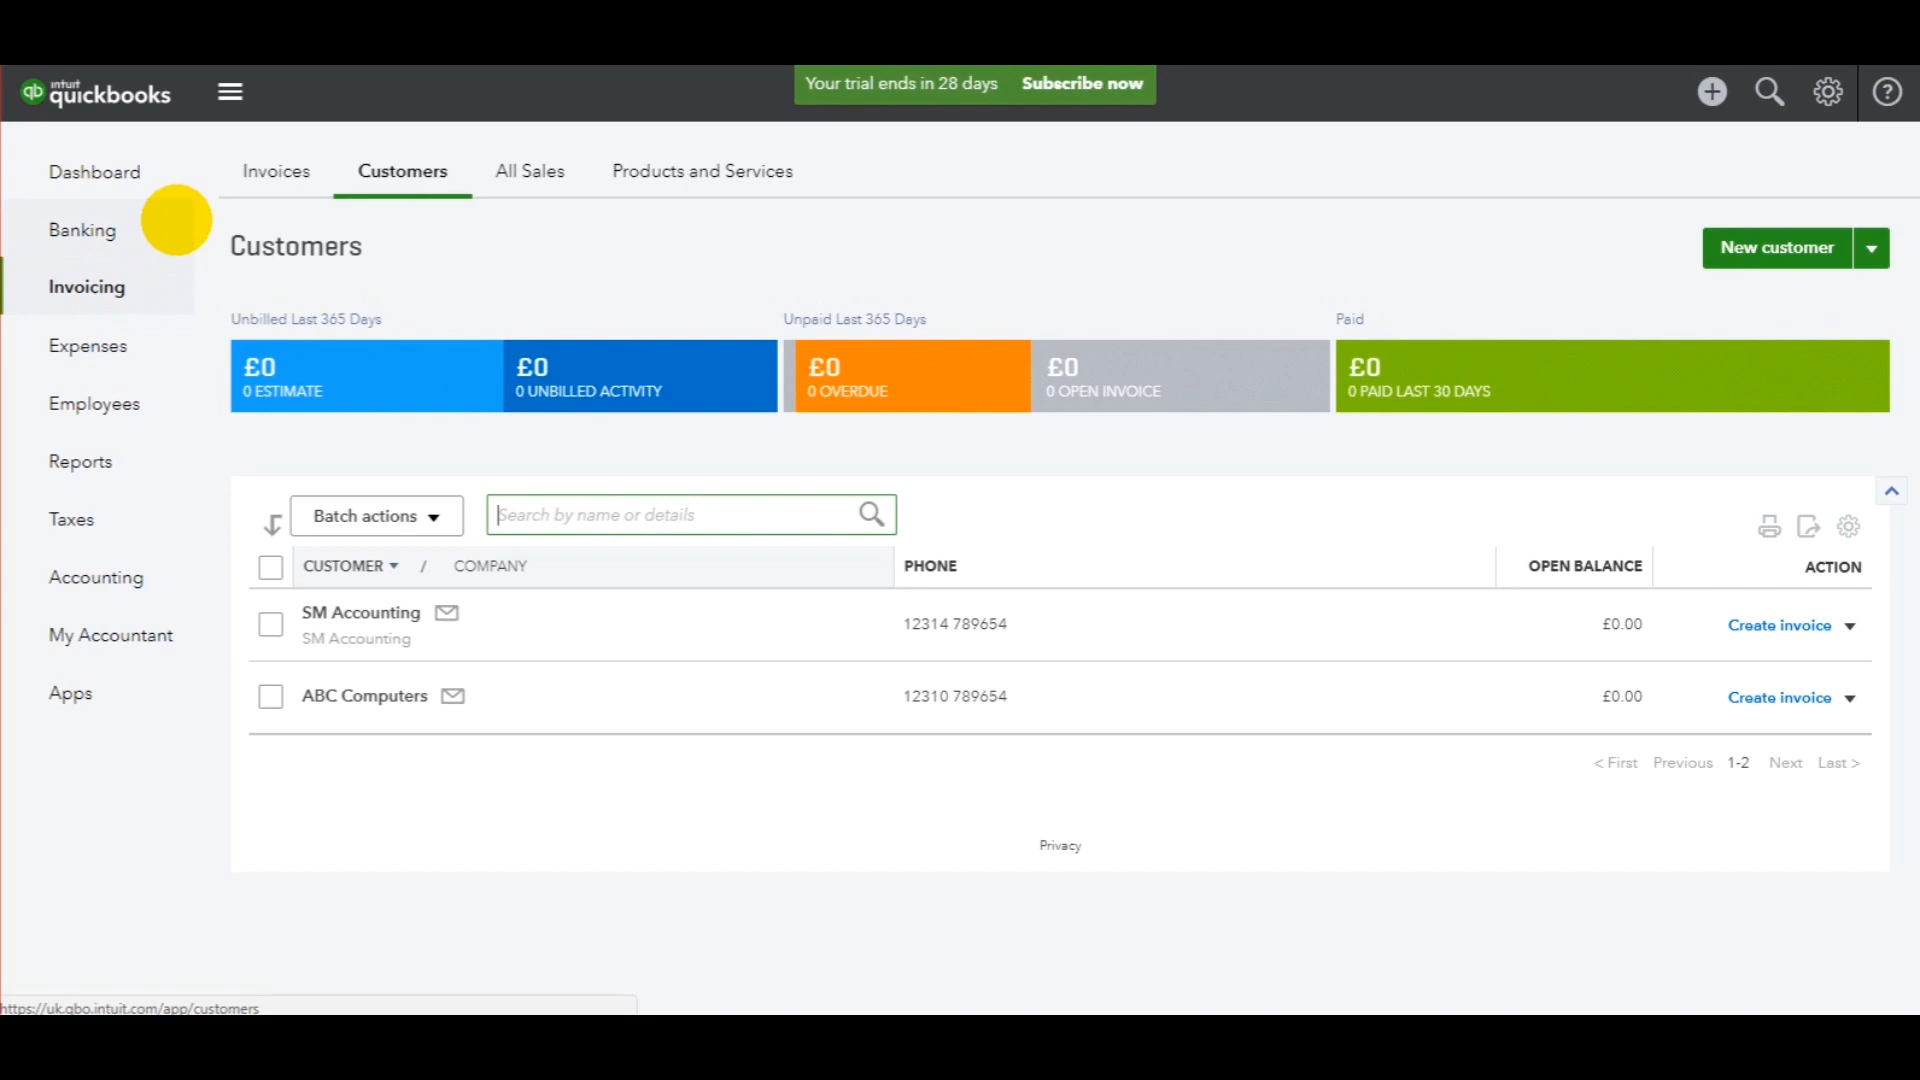 intuit
quickbooks
Your trial ends in 28 days Subscribe now
Dashboard
Banking
Invoicing
Expenses
Employees
Reports
Taxes
Accounting
My Accountant
Apps
Invoices Customers All Sales Products and Services
Customers
New customer
Unbilled Last 365 Days Unpaid Last 365 Days Paid
£0 £0 £0 £0 £0
0 ESTIMATE 0 UNBILLED ACTIVITY 0 OVERDUE 0 OPEN INVOICE 0 PAID LAST 30 DAYS
Batch actions Search by name or details
CUSTOMER / COMPANY PHONE OPEN BALANCE ACTION
SM Accounting
SM Accounting 12314 789654 £0.00 Create invoice
ABC Computers 12310 789654 £0.00 Create invoice
< First Previous 1-2 Next Last >
Privacy
https://uk.qbo.intuit.com/app/customers